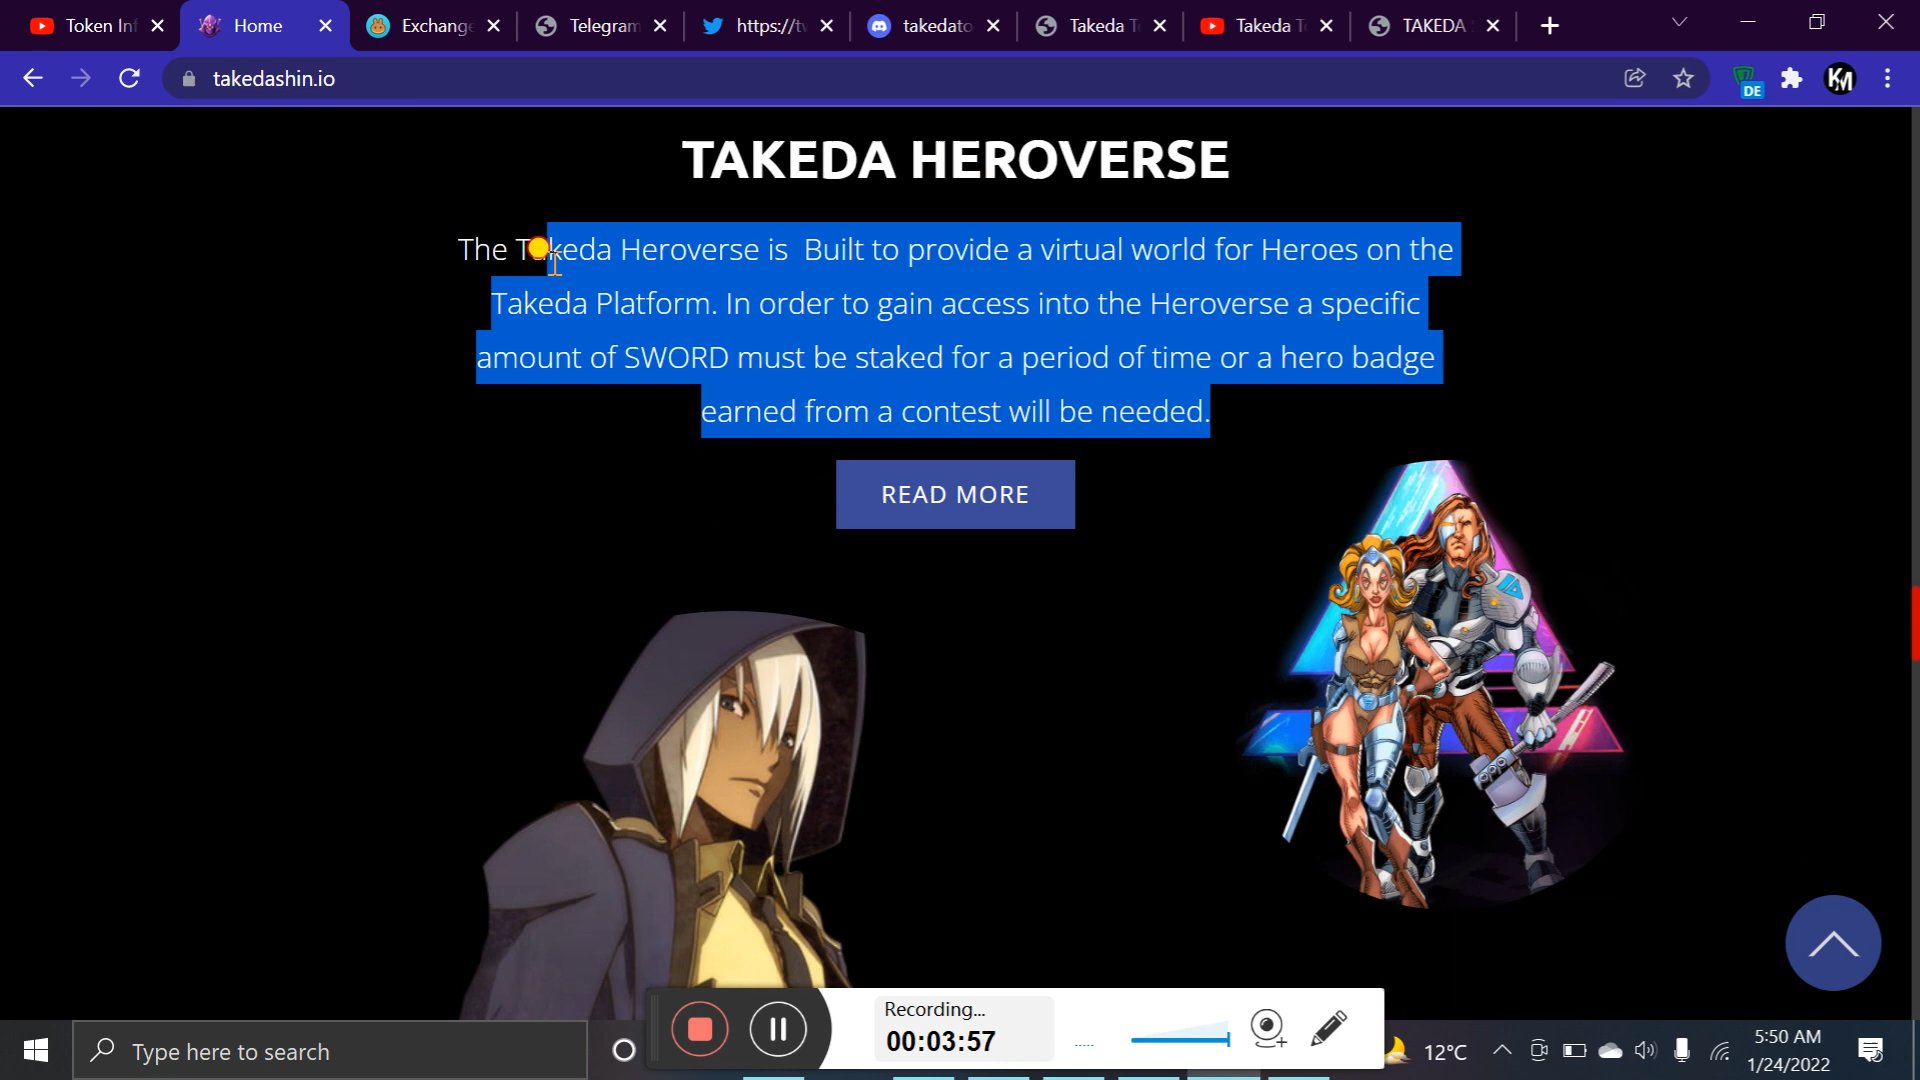 Token Inf
Home
Exchange
Telegram
https://tw
takedato
Takeda T
Takeda T
TAKEDA
takedashin.io
DE
KM
TAKEDA HEROVERSE
The Takeda Heroverse is  Built to provide a virtual world for Heroes on the
Takeda Platform. In order to gain access into the Heroverse a specific
amount of SWORD must be staked for a period of time or a hero badge
earned from a contest will be needed.
READ MORE
Recording...
00:03:57
Type here to search
12°C
5:50 AM
1/24/2022